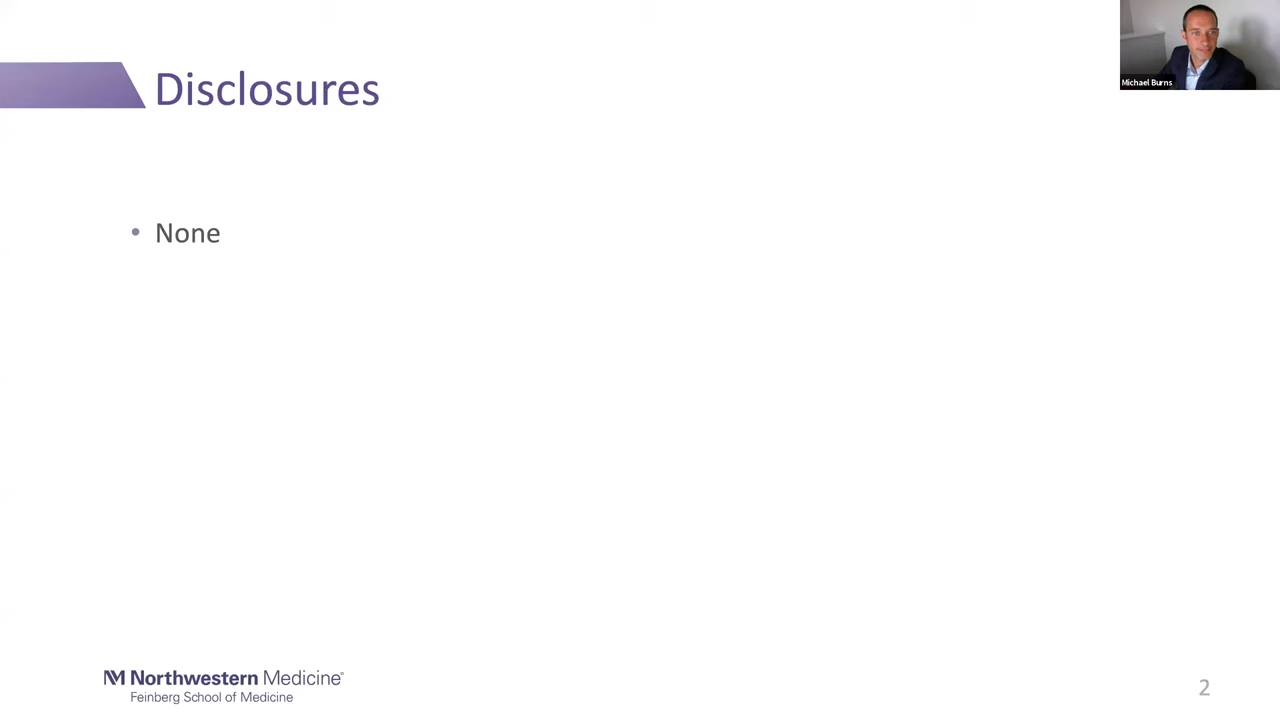 Disclosures
Michael Burns
• None
Northwestern Medicine®
Feinberg School of Medicine
2